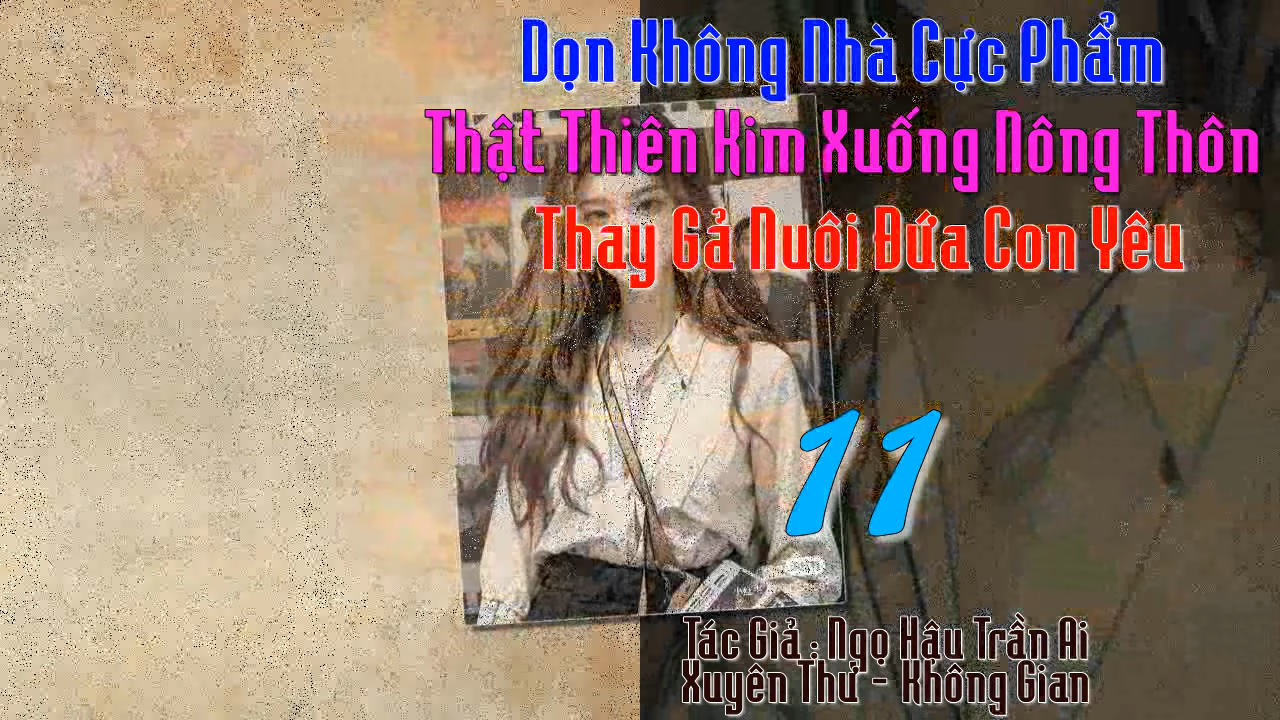 Dọn Không Nhà Cực Phẩm
Thật Thiên Kim Xuống Nông Thôn
Thay Gả Nuôi Đứa Con Yêu
11
Tác Giả : Ngọ Hậu Trần Ai
Xuyên Thư - Không Gian